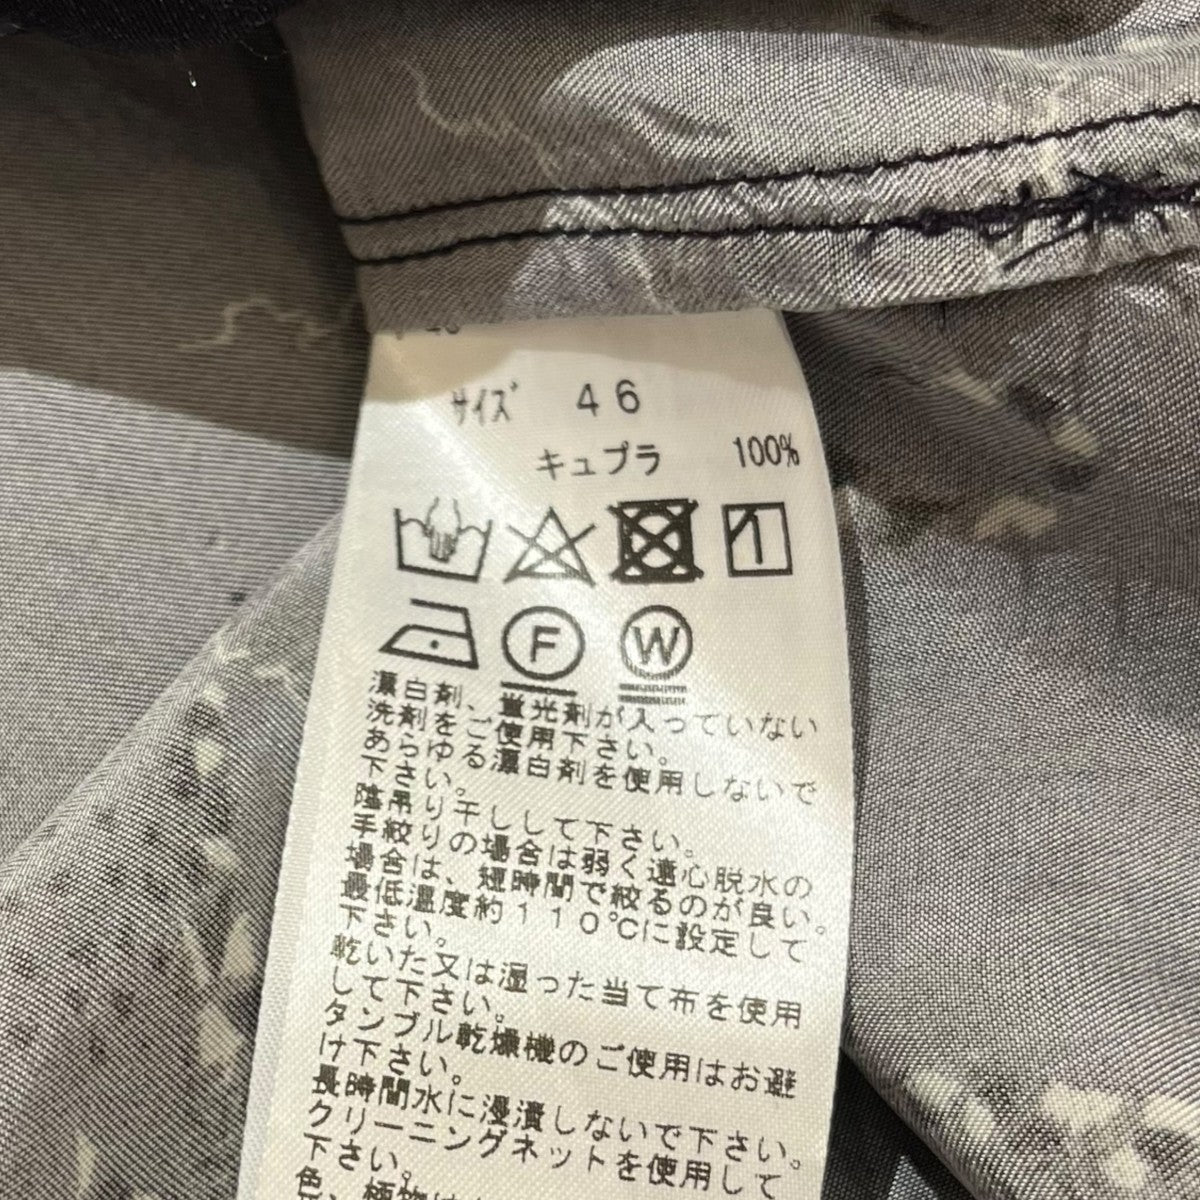 サイズ 46
キュプラ 100%
F W
漂白剤、蛍光剤が入っていない
洗剤をご使用下さい。
あらゆる漂白剤を使用しないで
下さい。
陰吊り干しして下さい。
手絞りの場合は弱く遠心脱水の
場合は、短時間で絞るのが良い。
最低温度約110℃に設定して
下さい。
乾いた又は湿った当て布を使用
して下さい。
タンブル乾燥機のご使用はお避
け下さい。
長時間水に浸漬しないで下さい。
クリーニングネットを使用して
下さい。